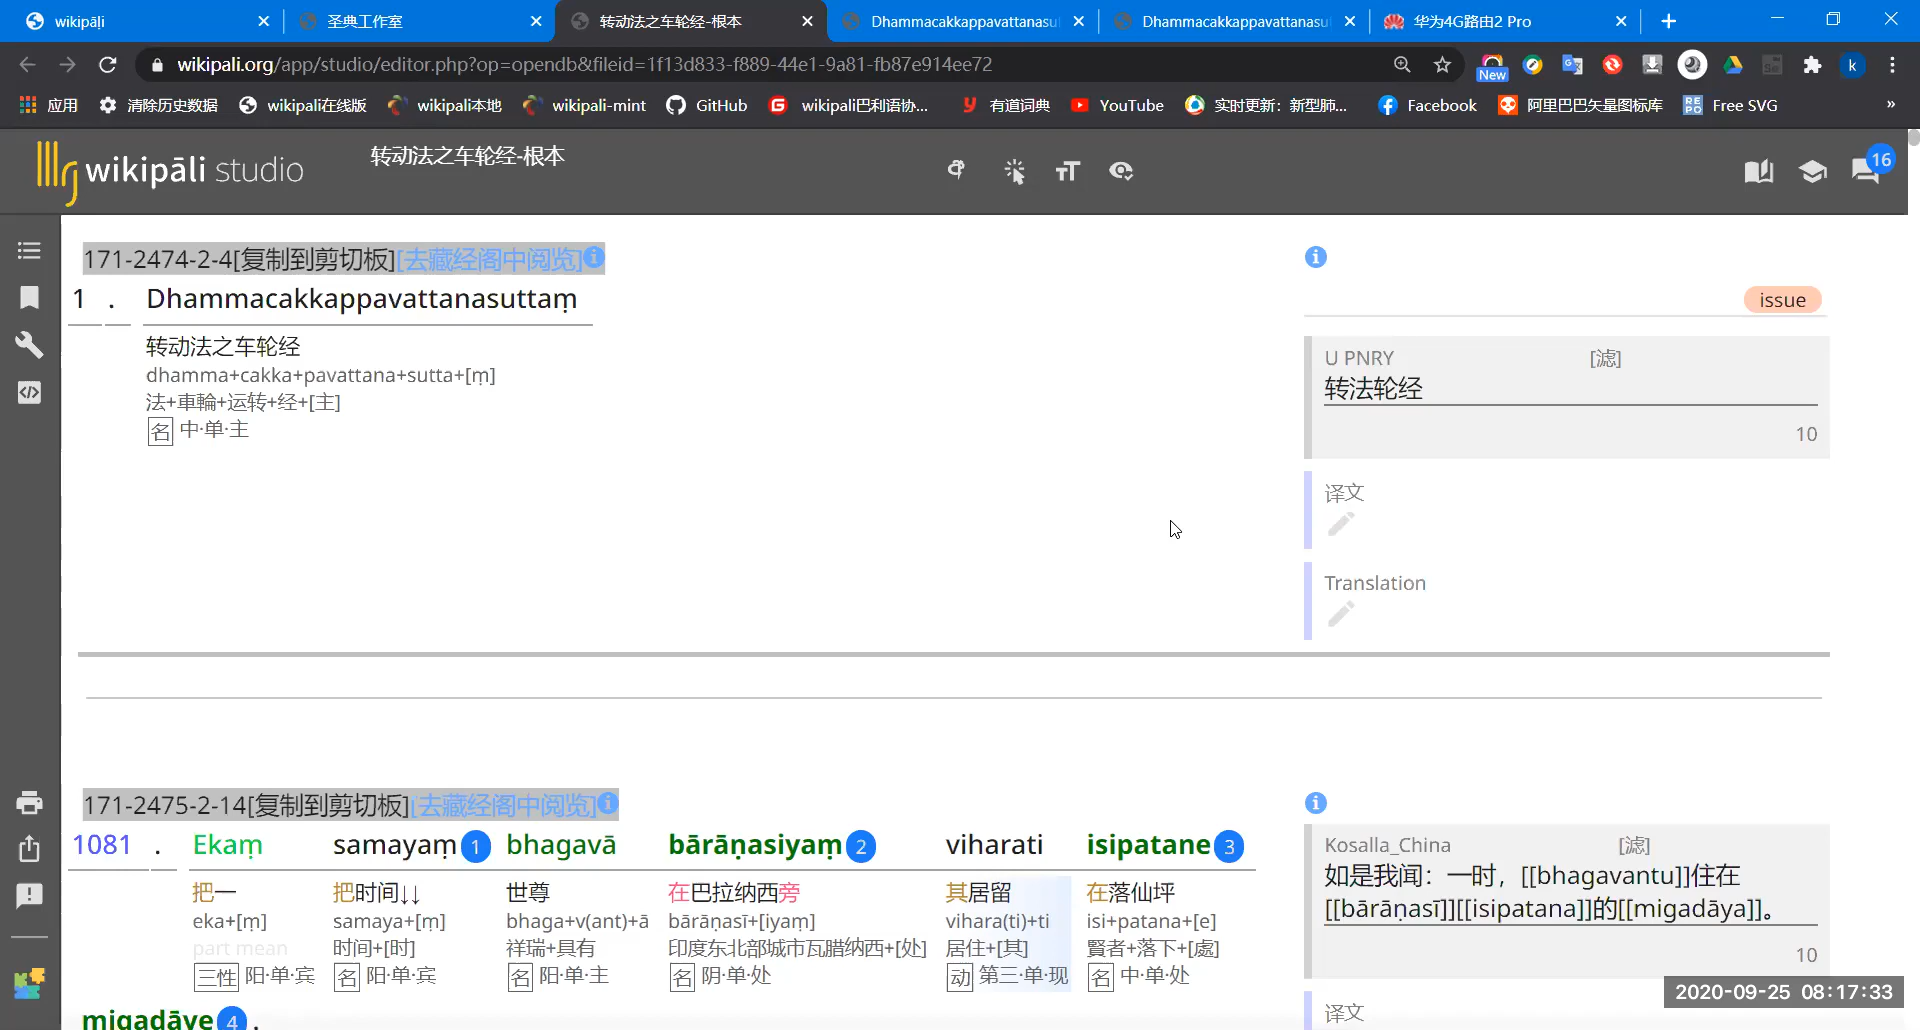 wikipāli
圣典工作室
转动法之车轮经-根本
Dhammacakkappavattanasu
Dhammacakkappavattanasu
华为4G路由2 Pro
wikipali.org/app/studio/editor.php?op=opendb&fileid=1f13d833-f889-44e1-9a81-fb87e914ee72
New
k
应用
清除历史数据
wikipali在线版
wikipali本地
wikipali-mint
GitHub
wikipali巴利语协...
有道词典
YouTube
实时更新：新型肺...
Facebook
阿里巴巴矢量图标库
Free SVG
»
wikipāli studio
转动法之车轮经-根本
16
171-2474-2-4[复制到剪切板][去藏经阁中阅览]
1 . Dhammacakkappavattanasuttaṃ
转动法之车轮经
dhamma+cakka+pavattana+sutta+[ṃ]
法+車輪+运转+经+[主]
名 中·单·主
issue
U PNRY [滤]
转法轮经
10
译文
Translation
171-2475-2-14[复制到剪切板][去藏经阁中阅览]
1081 . Ekaṃ samayaṃ 1 bhagavā bārāṇasiyaṃ 2 viharati isipatane 3
把一 把时间↓↓ 世尊 在巴拉纳西旁 其居留 在落仙坪
eka+[ṃ] samaya+[ṃ] bhaga+v(ant)+ā bārāṇasī+[iyaṃ] vihara(ti)+ti isi+patana+[e]
part mean 时间+[时] 祥瑞+具有 印度东北部城市瓦腊纳西+[处] 居住+[其] 賢者+落下+[處]
三性 阳·单·宾 名 阳·单·宾 名 阳·单·主 名 阴·单·处 动 第三·单·现 名 中·单·处
migadāye 4 .
Kosalla_China [滤]
如是我闻：一时，[[bhagavantu]]住在
[[bārāṇasī]][[isipatana]]的[[migadāya]]。
10
译文
2020-09-25 08:17:33